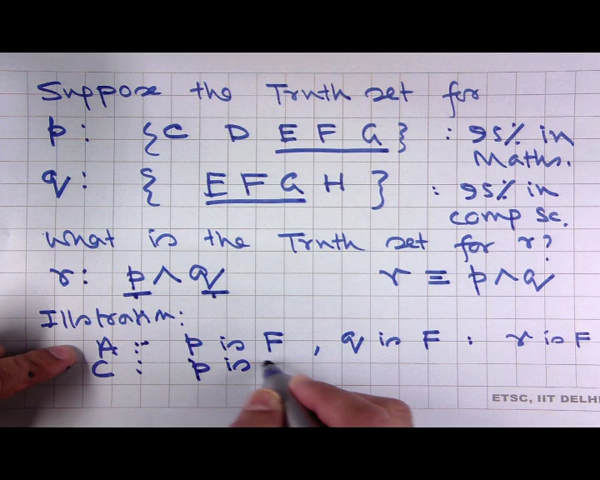 Suppose the Truth set for
p: {C D E F G} : 95% in Maths.
q: { E F G H } : 95% in comp sc.
What is the Truth set for r?
r: p ∧ q r ≡ p ∧ q
Illustration:
A : p is F , q is F : r is F
C : p is
ETSC, IIT DELH